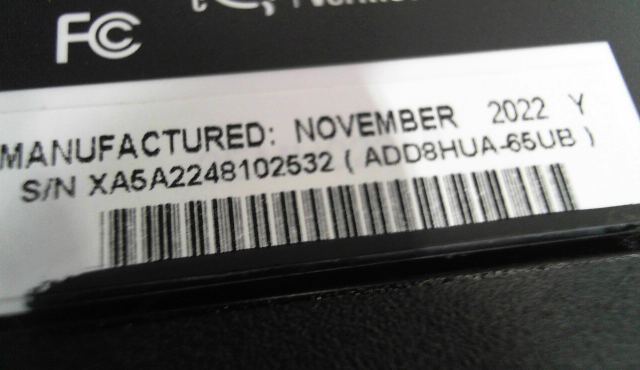 FC
MANUFACTURED: NOVEMBER 2022 Y
S/N XA5A2248102532 ( ADD8HUA-65UB )